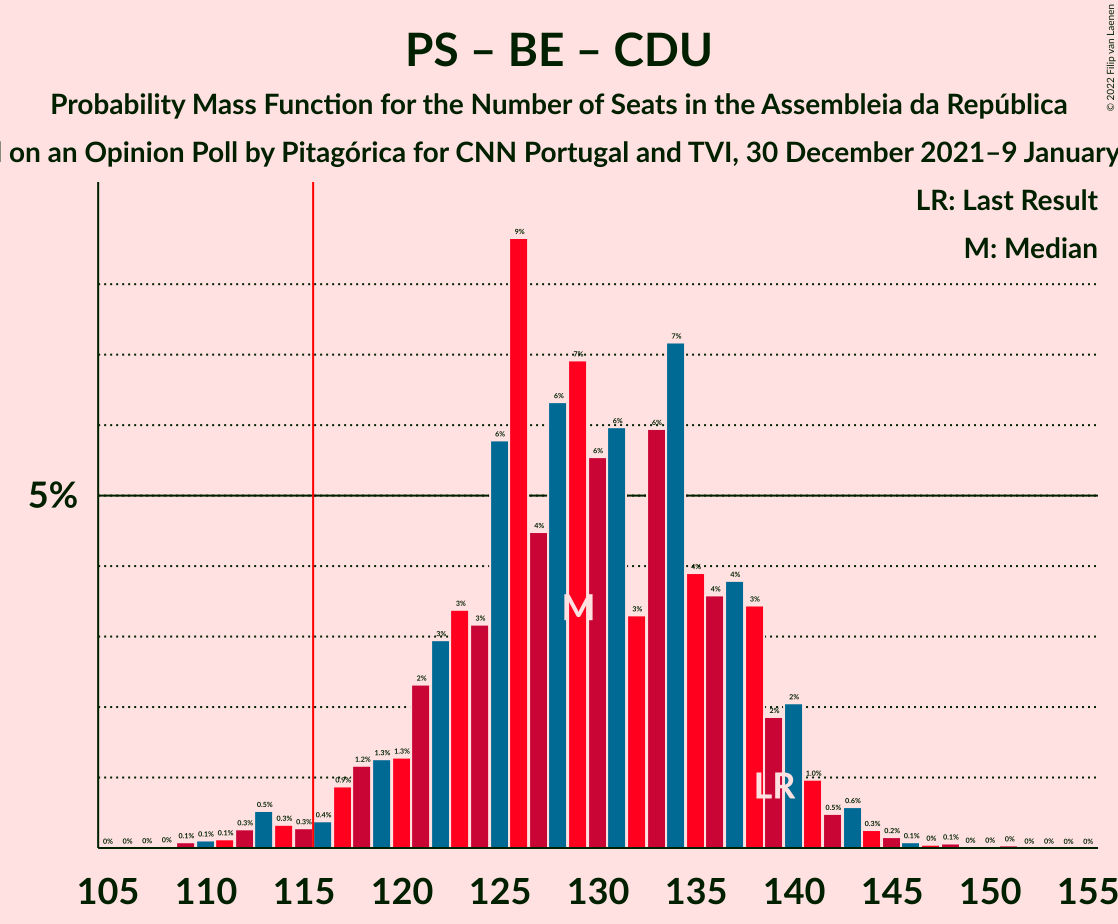 © 2022 Filip van Laenen
PS – BE – CDU
Probability Mass Function for the Number of Seats in the Assembleia da República
on an Opinion Poll by Pitagórica for CNN Portugal and TVI, 30 December 2021–9 January
LR: Last Result
M: Median
5%
0% 0% 0% 0% 0.1% 0.1% 0.1% 0.3% 0.5% 0.3% 0.3% 0.4% 0.9% 1.2% 1.3% 1.3% 2% 3% 3% 3% 6% 9% 4% 6% 7% 6% 6% 3% 6% 7% 4% 4% 4% 3% 2% 2% 1.0% 0.5% 0.6% 0.3% 0.2% 0.1% 0% 0.1% 0% 0% 0% 0% 0% 0% 0%
M
LR
105 110 115 120 125 130 135 140 145 150 155